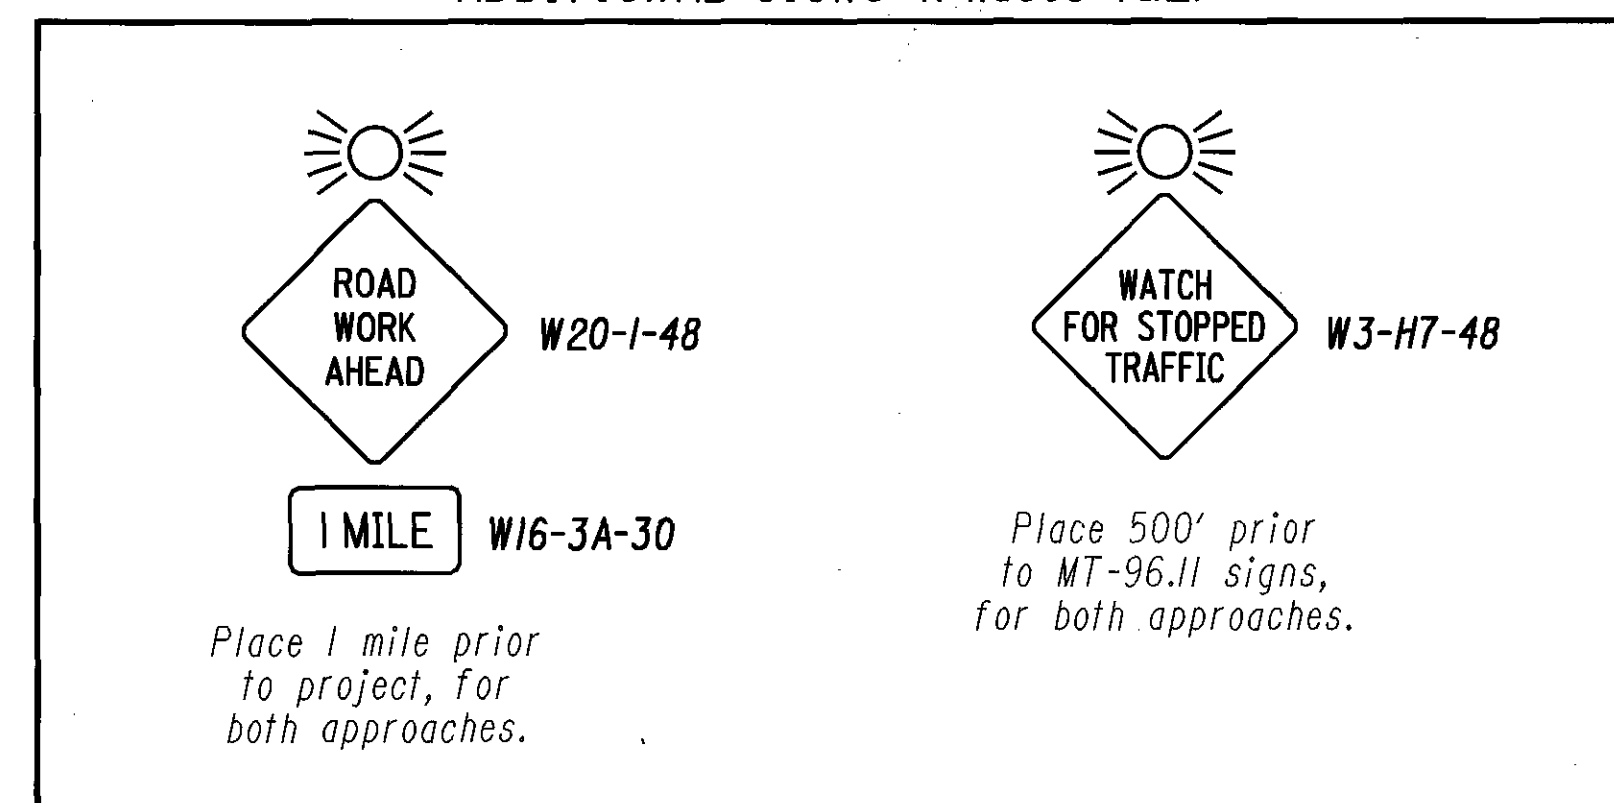 ROAD
WORK
AHEAD
W20-1-48
1 MILE
W16-3A-30
Place 1 mile prior
to project, for
both approaches.
WATCH
FOR STOPPED
TRAFFIC
W3-H7-48
Place 500' prior
to MT-96.11 signs,
for both approaches.